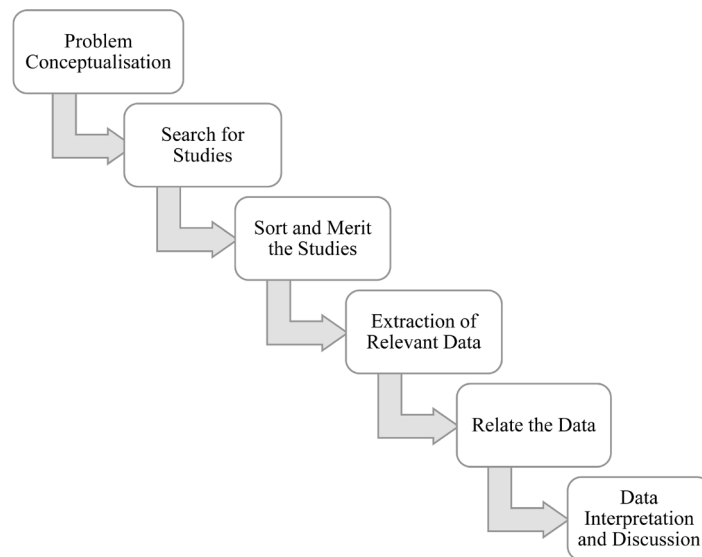 Problem
Conceptualisation
Search for
Studies
Sort and Merit
the Studies
Extraction of
Relevant Data
Relate the Data
Data
Interpretation
and Discussion